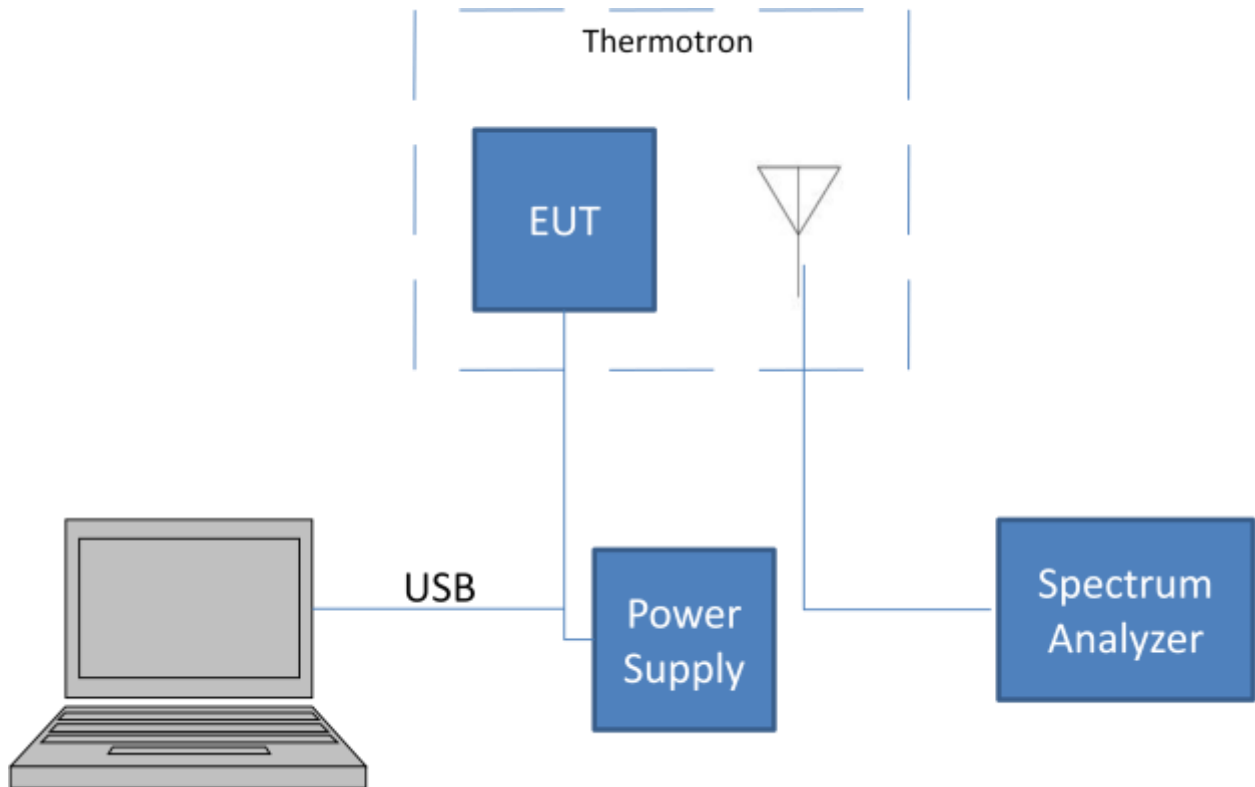 Thermotron
EUT
USB
Power
Supply
Spectrum
Analyzer